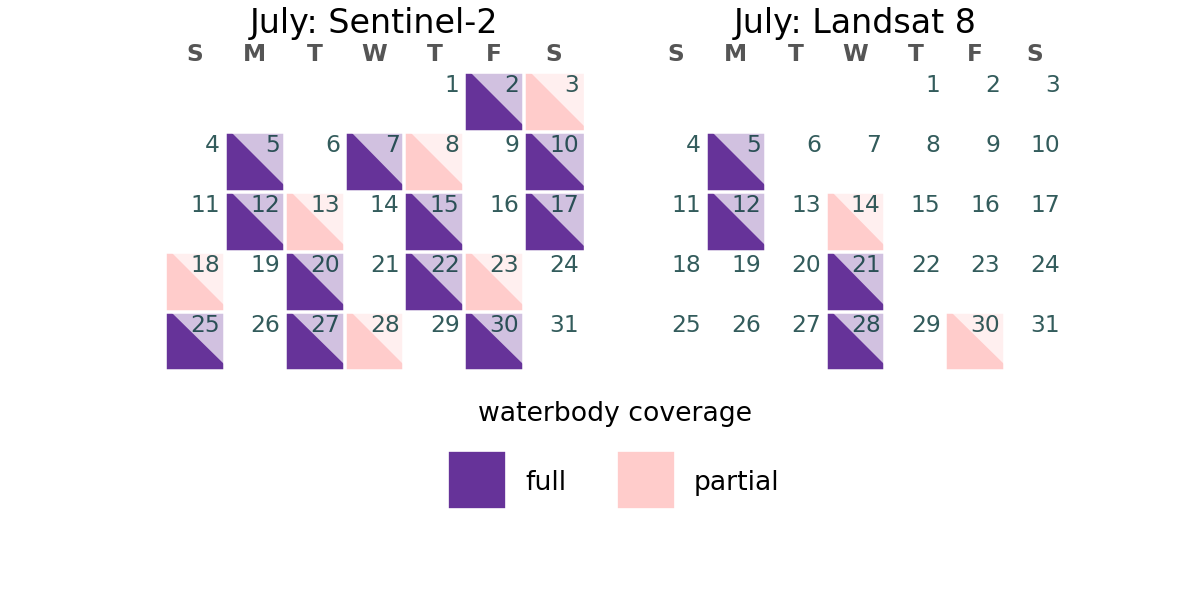 July: Sentinel-2
S M T W T F S
1 2 3
4 5 6 7 8 9 10
11 12 13 14 15 16 17
18 19 20 21 22 23 24
25 26 27 28 29 30 31
July: Landsat 8
S M T W T F S
1 2 3
4 5 6 7 8 9 10
11 12 13 14 15 16 17
18 19 20 21 22 23 24
25 26 27 28 29 30 31
waterbody coverage
full partial